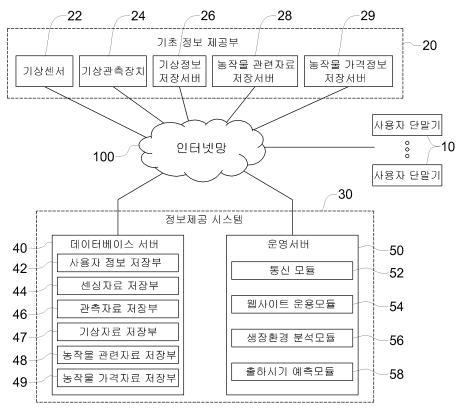 22
24
26
28
29
기초 정보 제공부
20
기상센서
기상관측장치
기상정보
저장서버
농작물 관련자료
저장서버
농작물 가격정보
저장서버
100
인터넷망
사용자 단말기
10
사용자 단말기
30
정보제공 시스템
40
데이터베이스 서버
42
사용자 정보 저장부
44
센싱자료 저장부
46
관측자료 저장부
47
기상자료 저장부
48
농작물 관련자료 저장부
49
농작물 가격자료 저장부
운영서버
50
통신 모듈
52
웹사이트 운용모듈
54
생장환경 분석모듈
56
출하시기 예측모듈
58